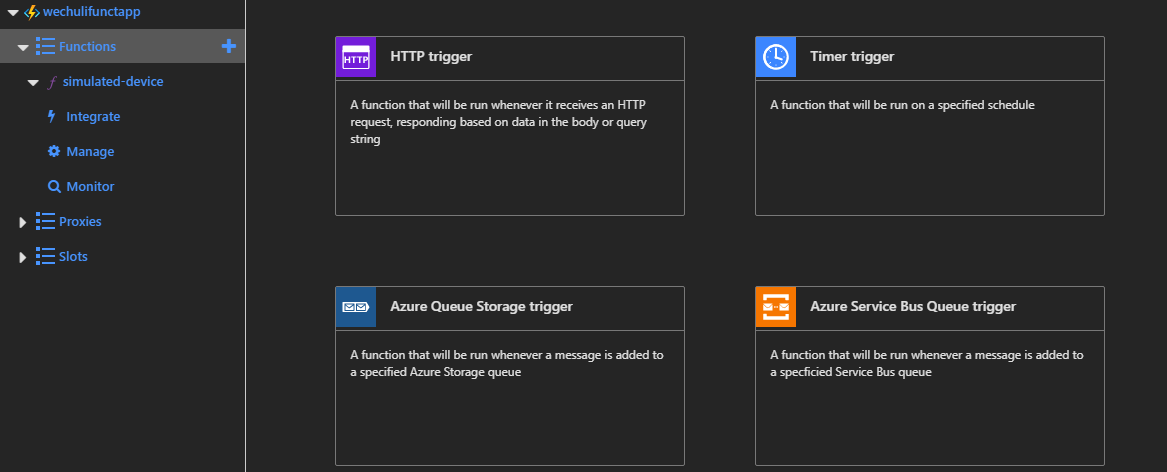 wechulifunctapp
Functions
simulated-device
Integrate
Manage
Monitor
Proxies
Slots
HTTP
HTTP trigger
A function that will be run whenever it receives an HTTP
request, responding based on data in the body or query
string
Timer trigger
A function that will be run on a specified schedule
Azure Queue Storage trigger
A function that will be run whenever a message is added to
a specified Azure Storage queue
Azure Service Bus Queue trigger
A function that will be run whenever a message is added to
a specficied Service Bus queue